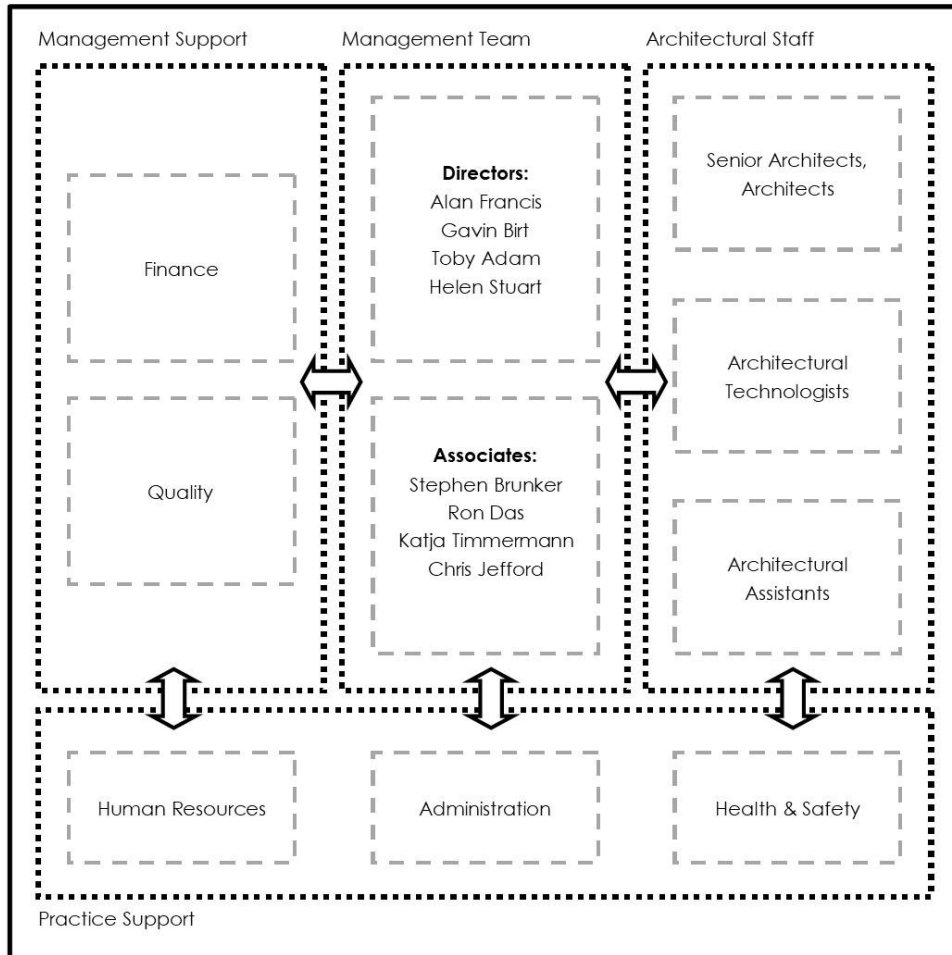 Management Support
Management Team
Architectural Staff
Finance
Quality
Directors:
Alan Francis
Gavin Birt
Toby Adam
Helen Stuart
Associates:
Stephen Brunker
Ron Das
Katja Timmermann
Chris Jefford
Senior Architects,
Architects
Architectural
Technologists
Architectural
Assistants
Human Resources
Administration
Health & Safety
Practice Support